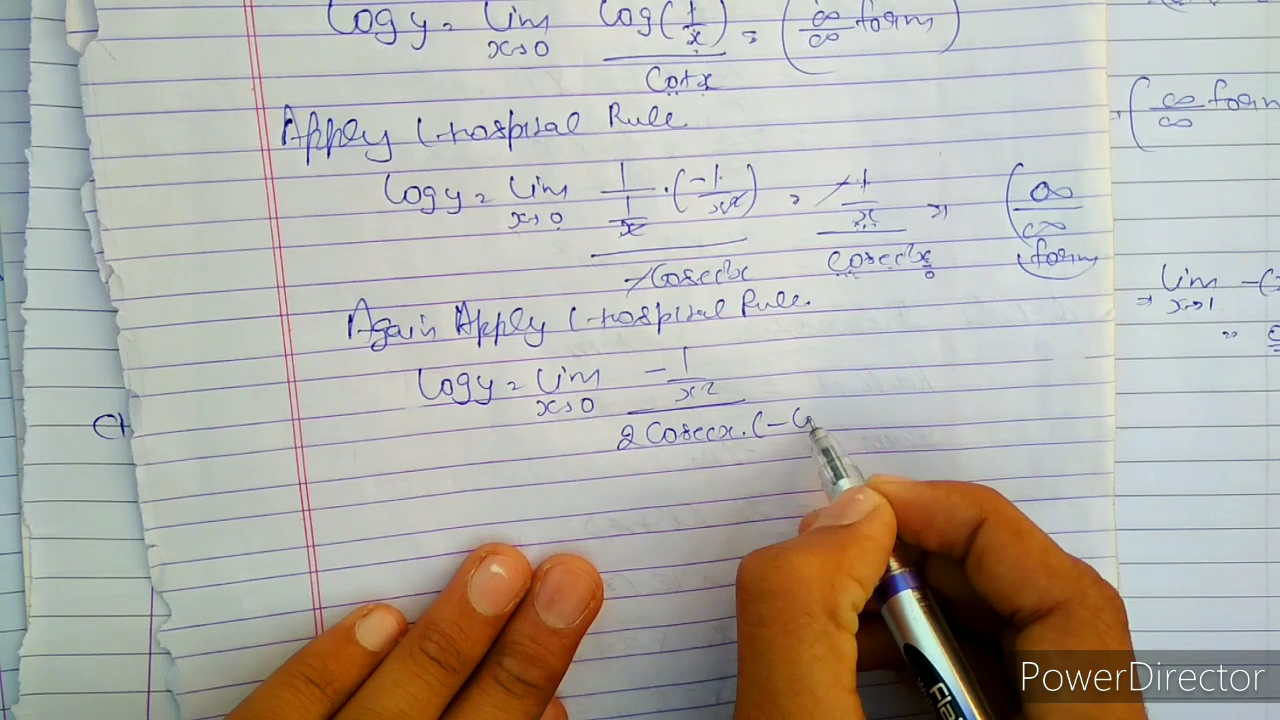 log y = lim x→0 log(1/x) / Cot x = (∞/∞ form)
(∞/∞ form
Apply L-hospital Rule
log y = lim x→0 1/(1/x) · (-1/x²) / -Cosec²x = 1/x / Cosec²x ⇒ (∞/∞ form
Again Apply L-hospital Rule.
⇒ lim x→1 -(
log y = lim x→0 -1/x² / 2 Cosec x.(-C
PowerDirector